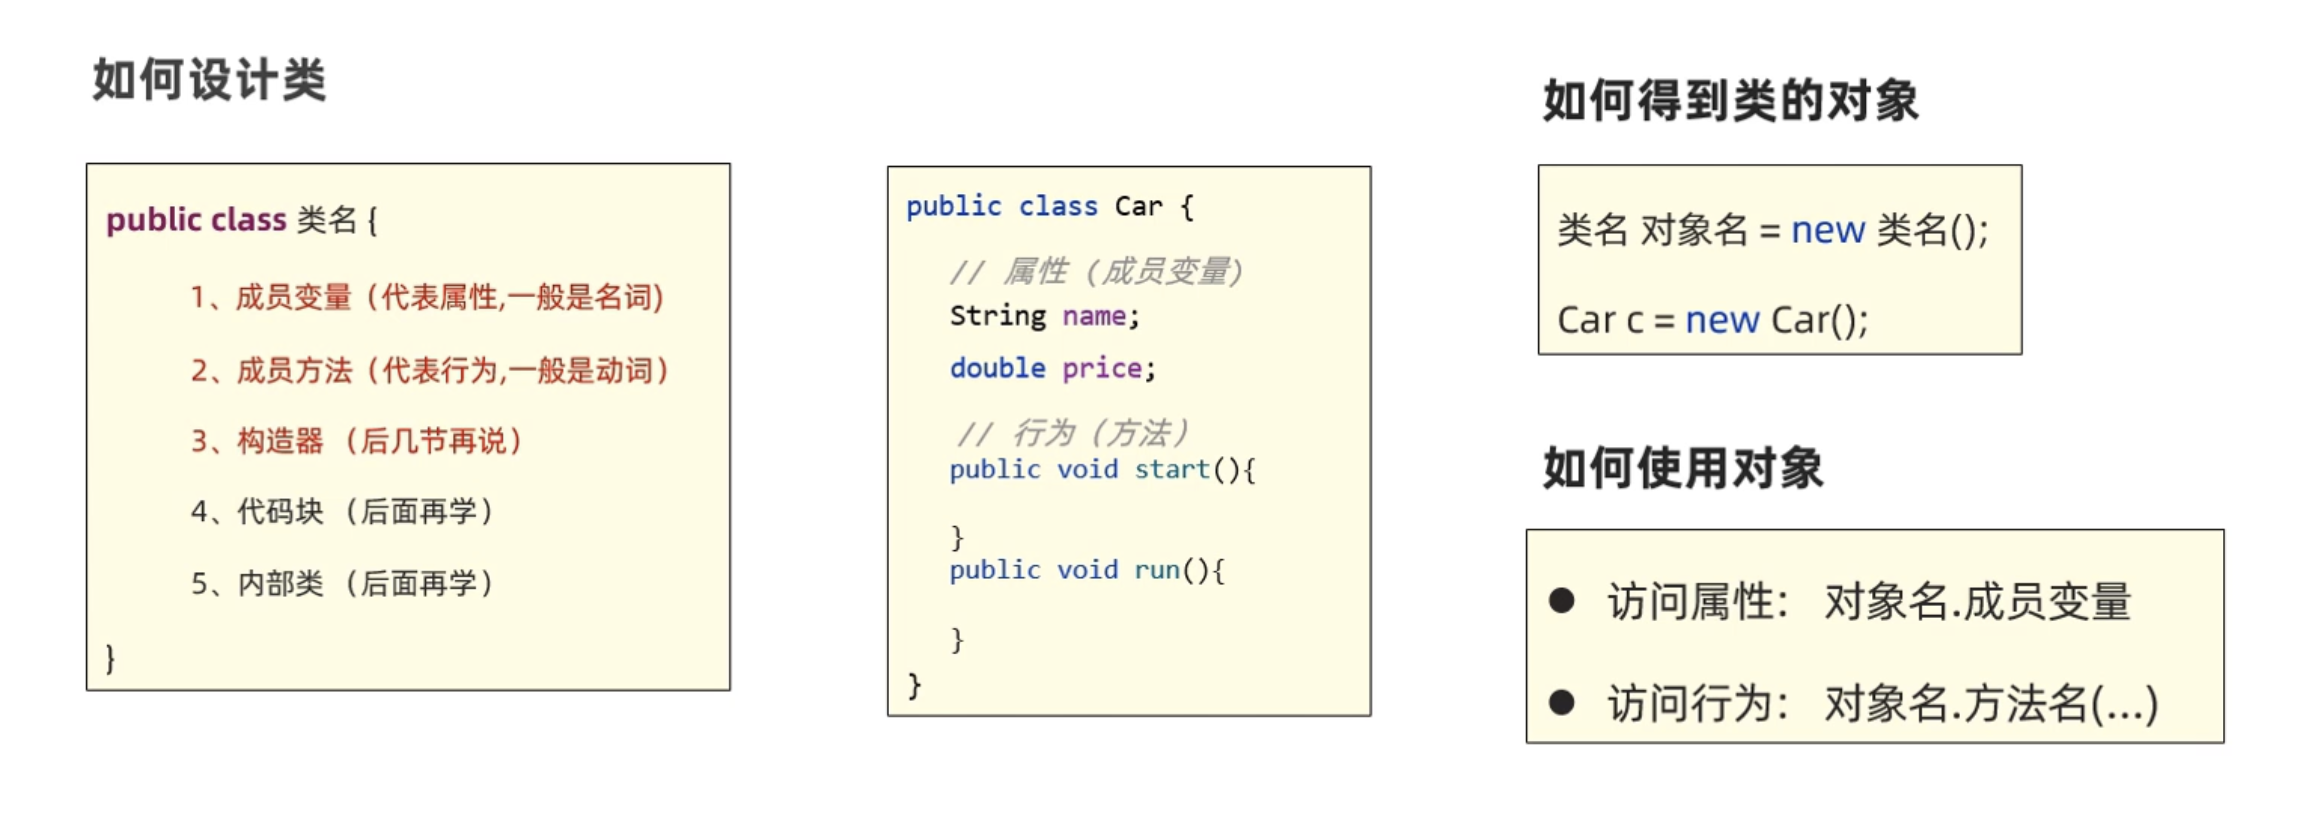 如何设计类
public class 类名 {
1、成员变量（代表属性,一般是名词)
2、成员方法（代表行为,一般是动词）
3、构造器 （后几节再说）
4、代码块 （后面再学）
5、内部类 （后面再学）
}
public class Car {
// 属性（成员变量）
String name;
double price;
// 行为（方法）
public void start(){
}
public void run(){
}
}
如何得到类的对象
类名 对象名 = new 类名();
Car c = new Car();
如何使用对象
● 访问属性： 对象名.成员变量
● 访问行为： 对象名.方法名(...)